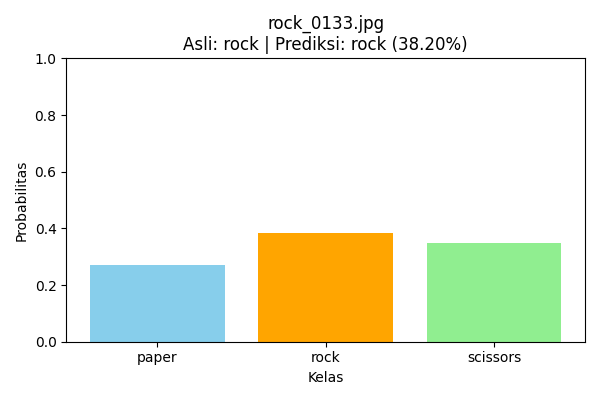 rock_0133.jpg
Asli: rock | Prediksi: rock (38.20%)
1.0
0.8
0.6
0.4
0.2
0.0
Probabilitas
paper
rock
scissors
Kelas